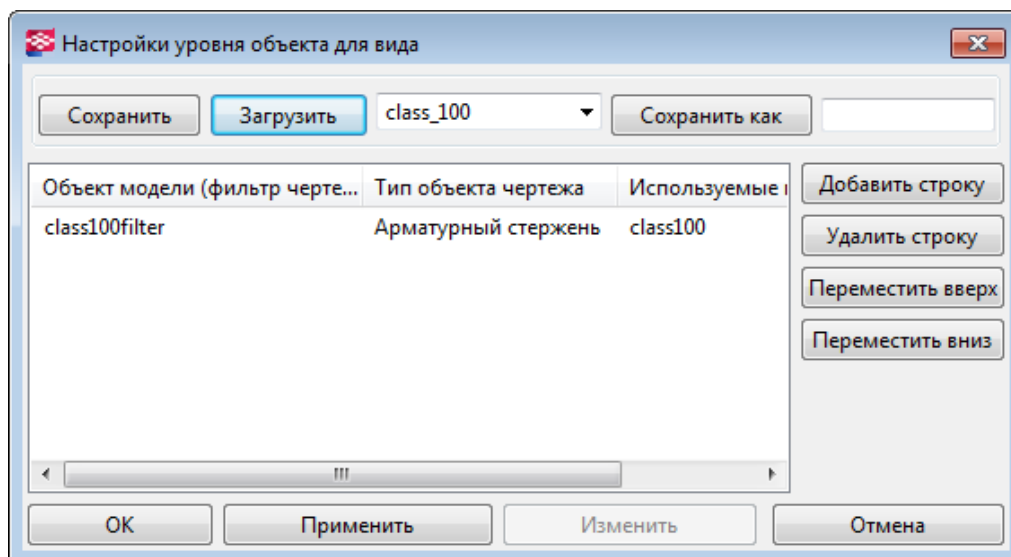 Настройки уровня объекта для вида
Сохранить Загрузить class_100 Сохранить как
Объект модели (фильтр черте... Тип объекта чертежа Используемые
class100filter Арматурный стержень class100
Добавить строку
Удалить строку
Переместить вверх
Переместить вниз
OK Применить Изменить Отмена